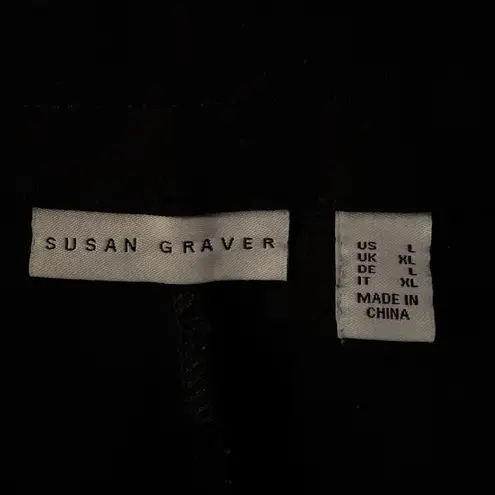 SUSAN GRAVER
US L
UK XL
DE L
IT XL
MADE IN
CHINA